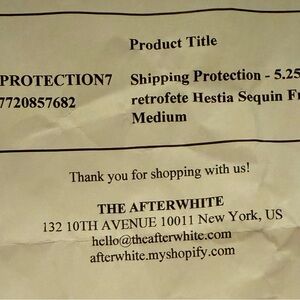 Product Title
PROTECTION7 Shipping Protection - 5.25
7720857682 retrofete Hestia Sequin
Medium
Thank you for shopping with us!
THE AFTERWHITE
132 10TH AVENUE 10011 New York, US
hello@theafterwhite.com
afterwhite.myshopify.com